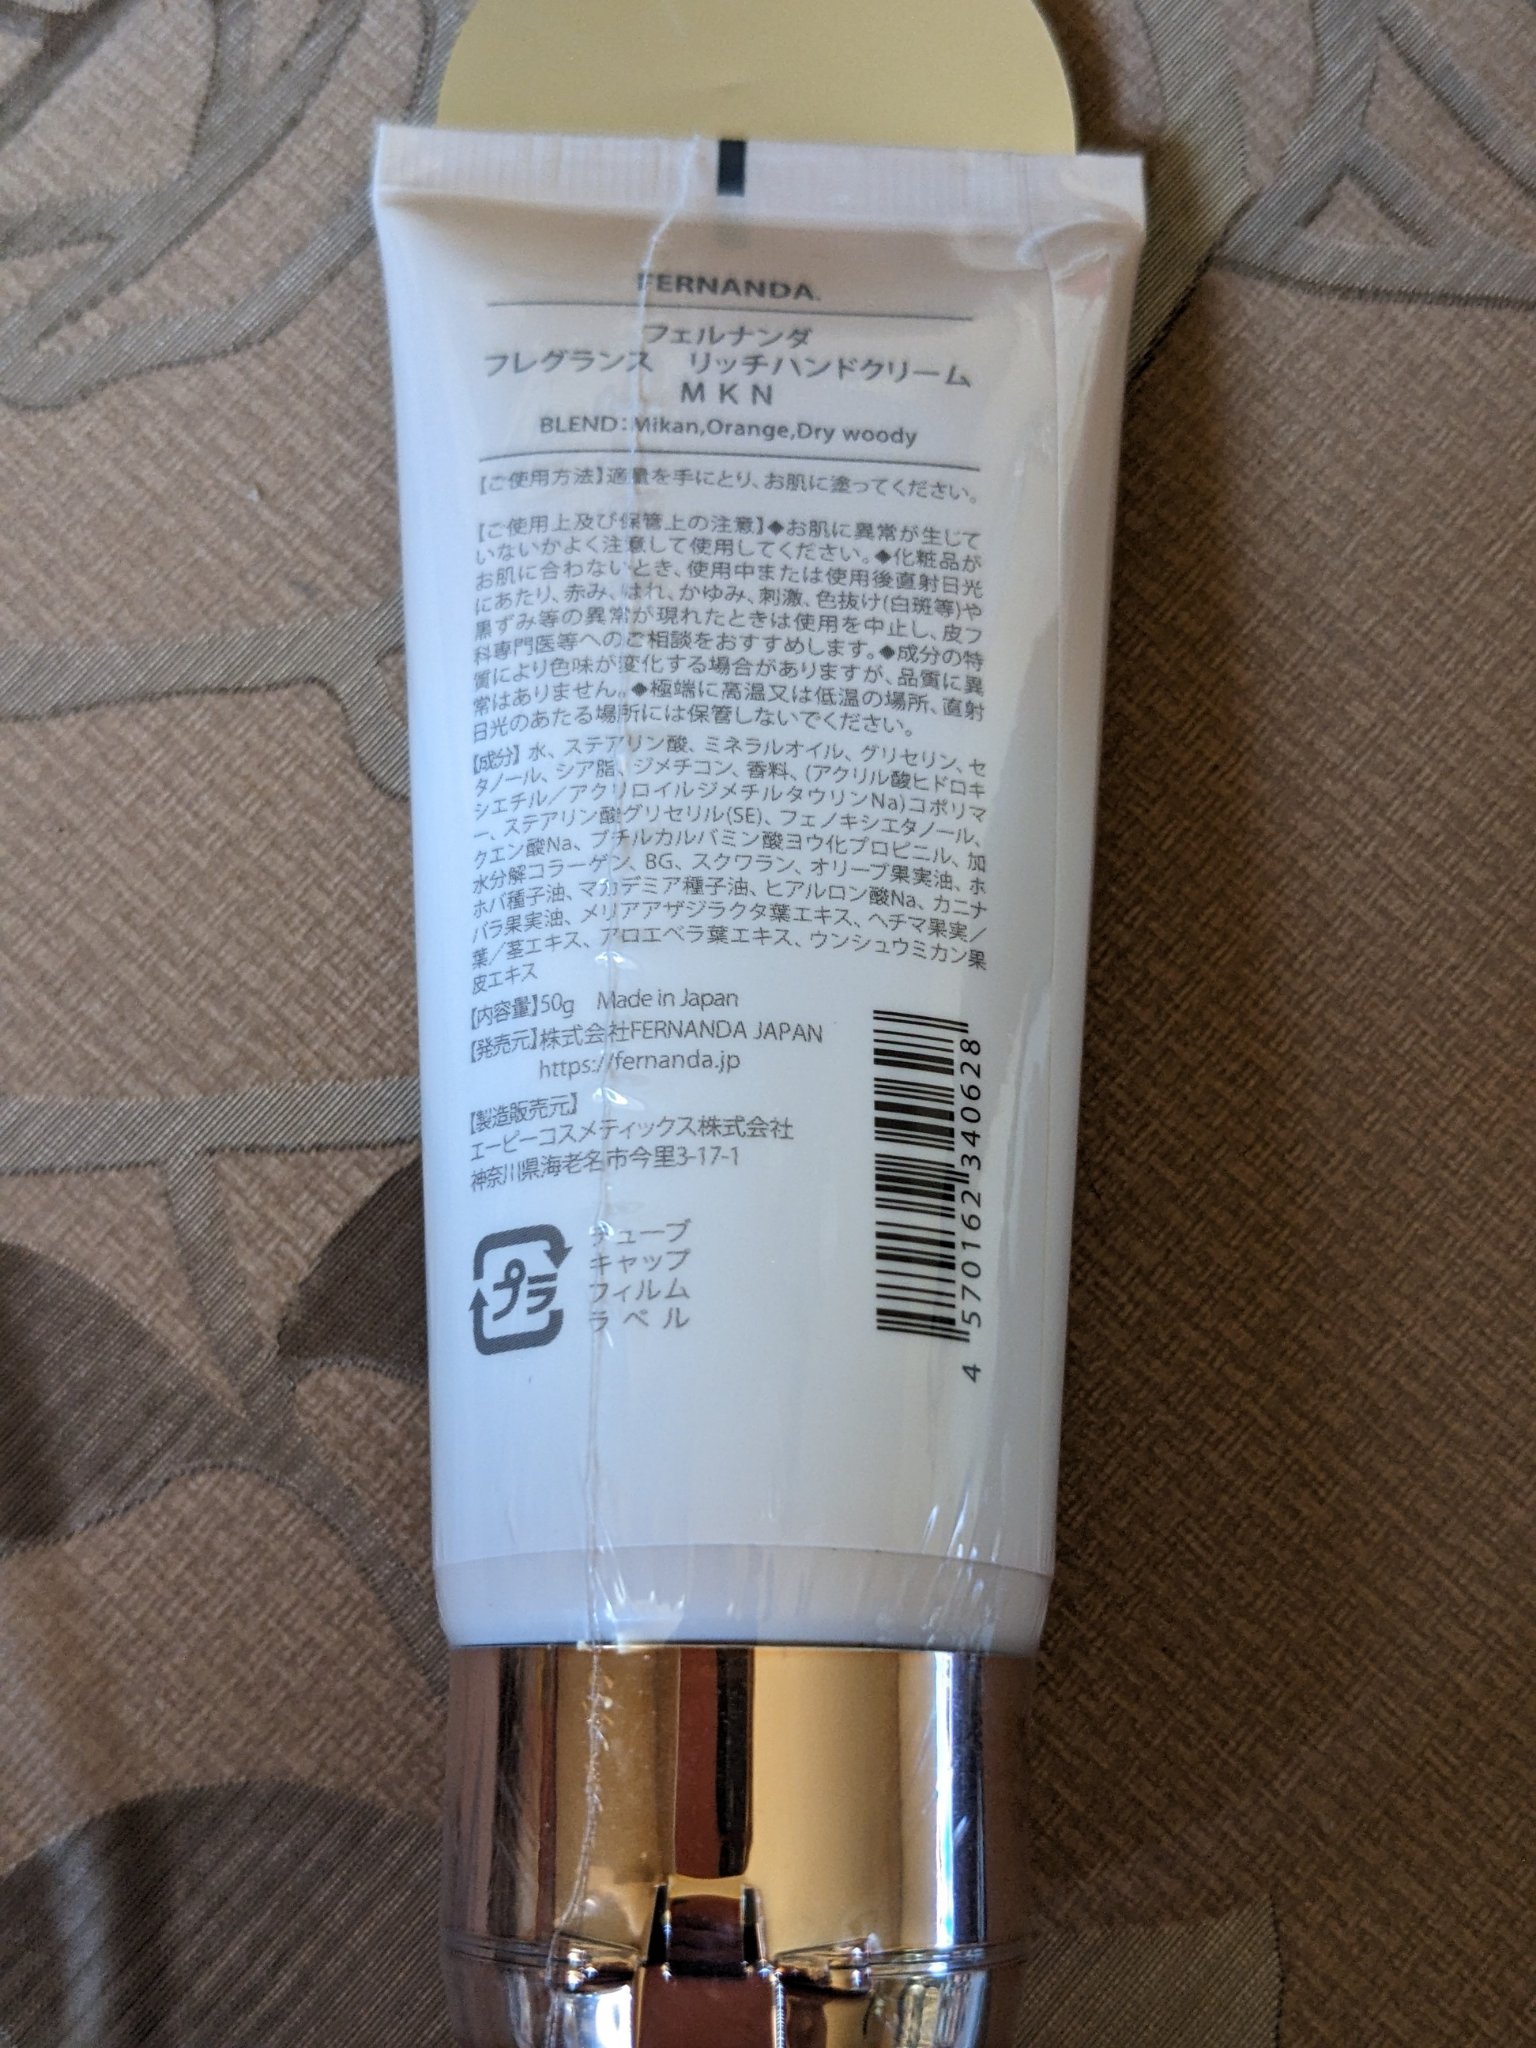 FERNANDA.
フェルナンダ
フレグランス リッチハンドクリーム
MKN
BLEND:Mikan,Orange,Dry woody
【ご使用方法】適量を手にとり、お肌に塗ってください。
【ご使用上及び保管上の注意】◆お肌に異常が生じて
いないかよく注意して使用してください。◆化粧品が
お肌に合わないとき、使用中または使用後直射日光
にあたり、赤み、はれ、かゆみ、刺激、色抜け(白斑等)や
黒ずみ等の異常が現れたときは使用を中止し、皮フ
科専門医等へのご相談をおすすめします。◆成分の特
質により色味が変化する場合がありますが、品質に異
常はありません。◆極端に高温又は低温の場所、直射
日光のあたる場所には保管しないでください。
【成分】水、ステアリン酸、ミネラルオイル、グリセリン、セ
タノール、シア脂、ジメチコン、香料、(アクリル酸ヒドロキ
シエチル/アクリロイルジメチルタウリンNa)コポリマ
ー、ステアリン酸グリセリル(SE)、フェノキシエタノール、
クエン酸Na、ブチルカルバミン酸ヨウ化プロピニル、加
水分解コラーゲン、BG、スクワラン、オリーブ果実油、ホ
ホバ種子油、マカデミア種子油、ヒアルロン酸Na、カニナ
バラ果実油、メリアアザジラクタ葉エキス、ヘチマ果実/
葉/茎エキス、アロエベラ葉エキス、ウンシュウミカン果
皮エキス
【内容量】50g Made in Japan
【発売元】株式会社FERNANDA JAPAN
https://fernanda.jp
【製造販売元】
エーピーコスメティックス株式会社
神奈川県海老名市今里3-17-1
プラ
チューブ
キャップ
フィルム
ラベル
4 570162 340628